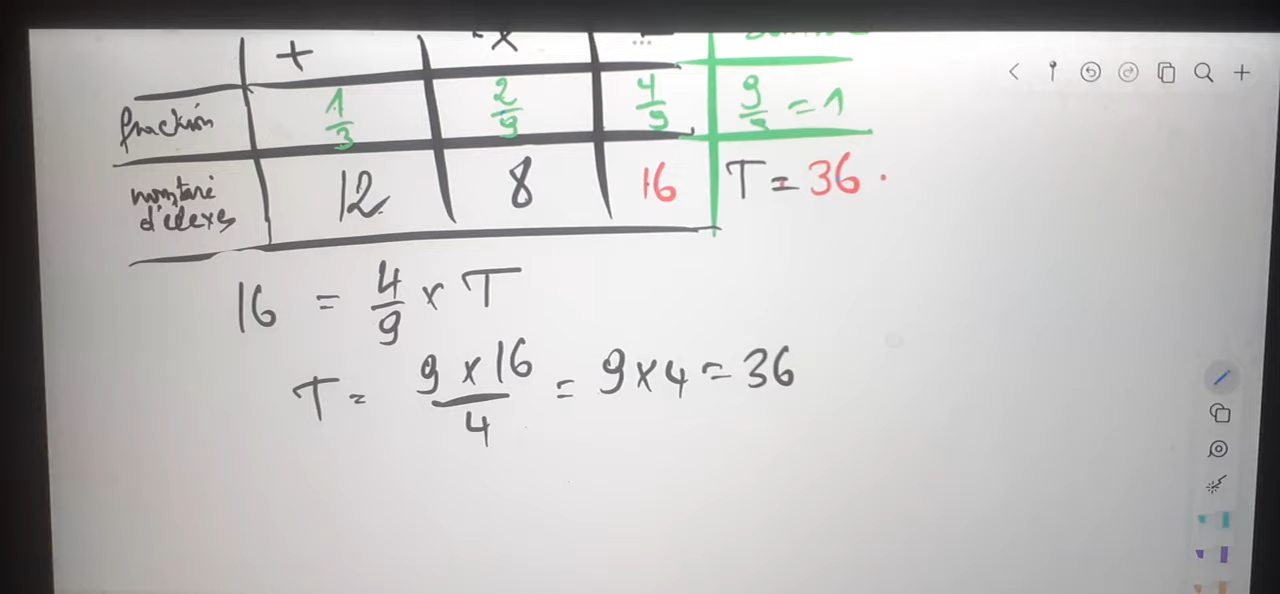 + x
fraction 1/3 2/9 4/9 9/9 = 1
12 8 16 T = 36.
d'élèves
16 = 4/9 x T
T = 9 x 16 / 4 = 9 x 4 = 36